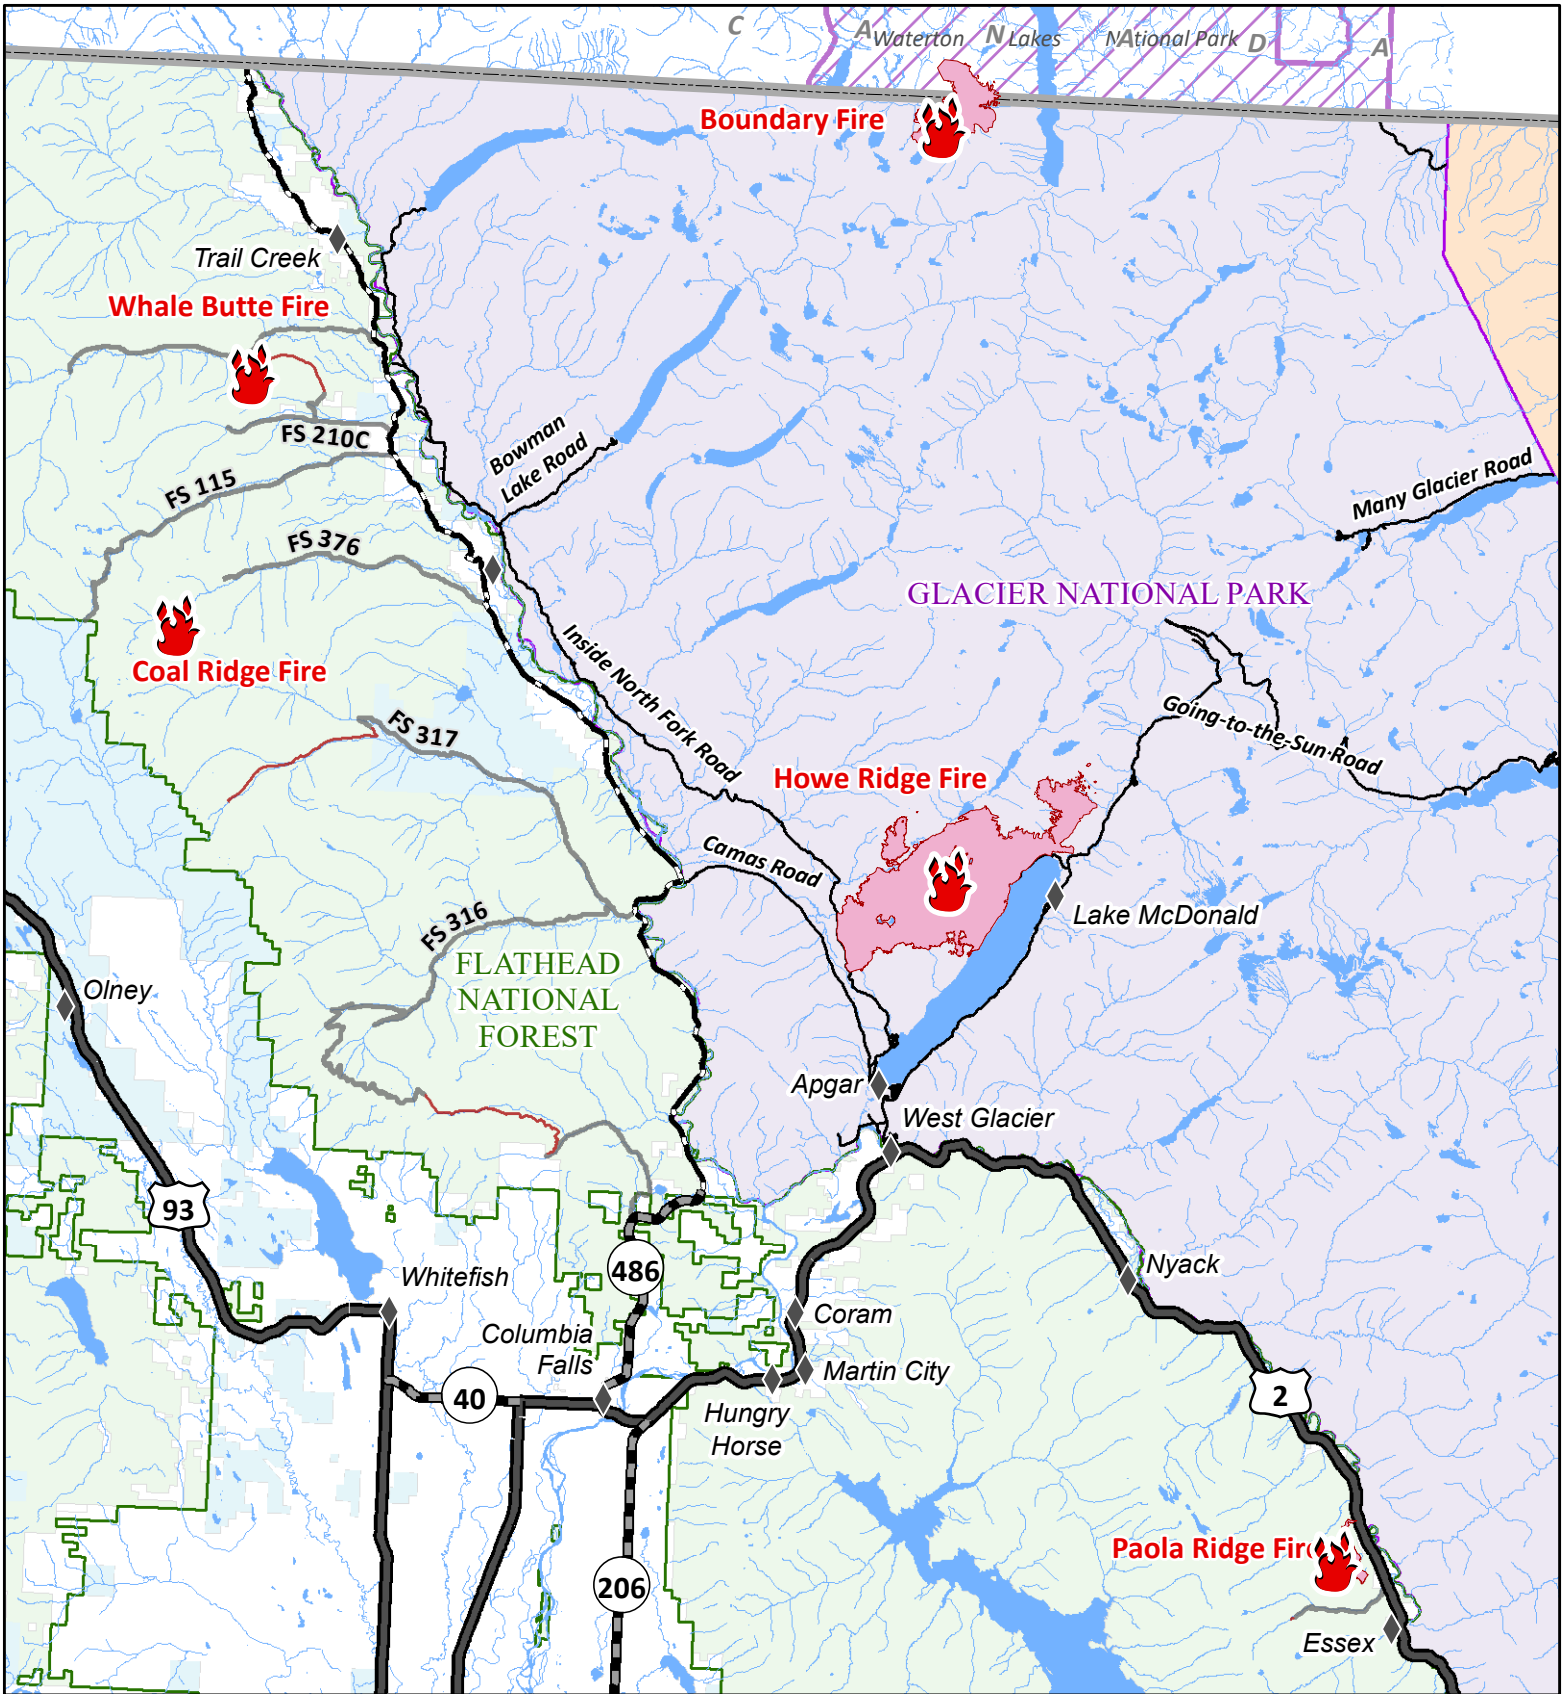 C A N A D A
Waterton Lakes National Park
Boundary Fire
Trail Creek
Whale Butte Fire
FS 210C
Bowman
Lake Road
FS 115
Many Glacier Road
FS 376
GLACIER NATIONAL PARK
Coal Ridge Fire
Inside North Fork Road
FS 317
Going-to-the-Sun Road
Howe Ridge Fire
Camas Road
FS 316
Lake McDonald
FLATHEAD
NATIONAL
FOREST
Olney
Apgar
West Glacier
93
Whitefish
486
Nyack
Columbia
Falls
Coram
Martin City
40
Hungry
Horse
2
Paola Ridge Fire
206
Essex